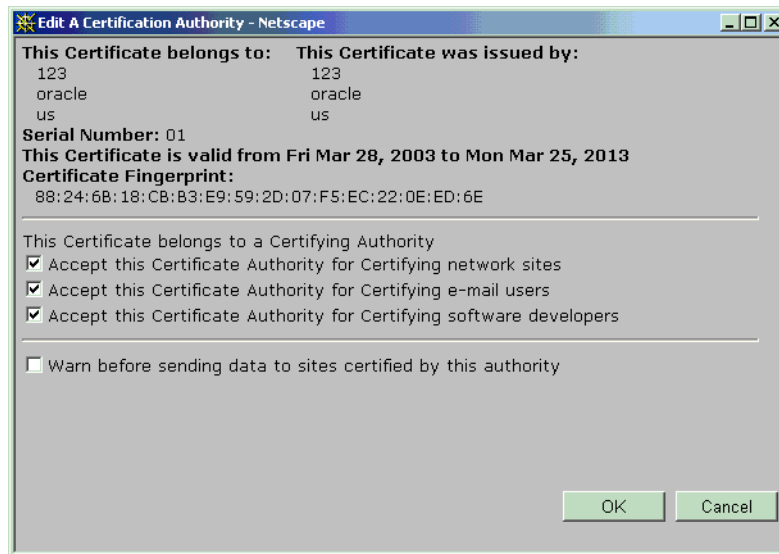 Edit A Certification Authority - Netscape
This Certificate belongs to: This Certificate was issued by:
123 123
oracle oracle
us us
Serial Number: 01
This Certificate is valid from Fri Mar 28, 2003 to Mon Mar 25, 2013
Certificate Fingerprint:
88:24:6B:18:CB:B3:E9:59:2D:07:F5:EC:22:0E:ED:6E
This Certificate belongs to a Certifying Authority
Accept this Certificate Authority for Certifying network sites
Accept this Certificate Authority for Certifying e-mail users
Accept this Certificate Authority for Certifying software developers
Warn before sending data to sites certified by this authority
OK Cancel